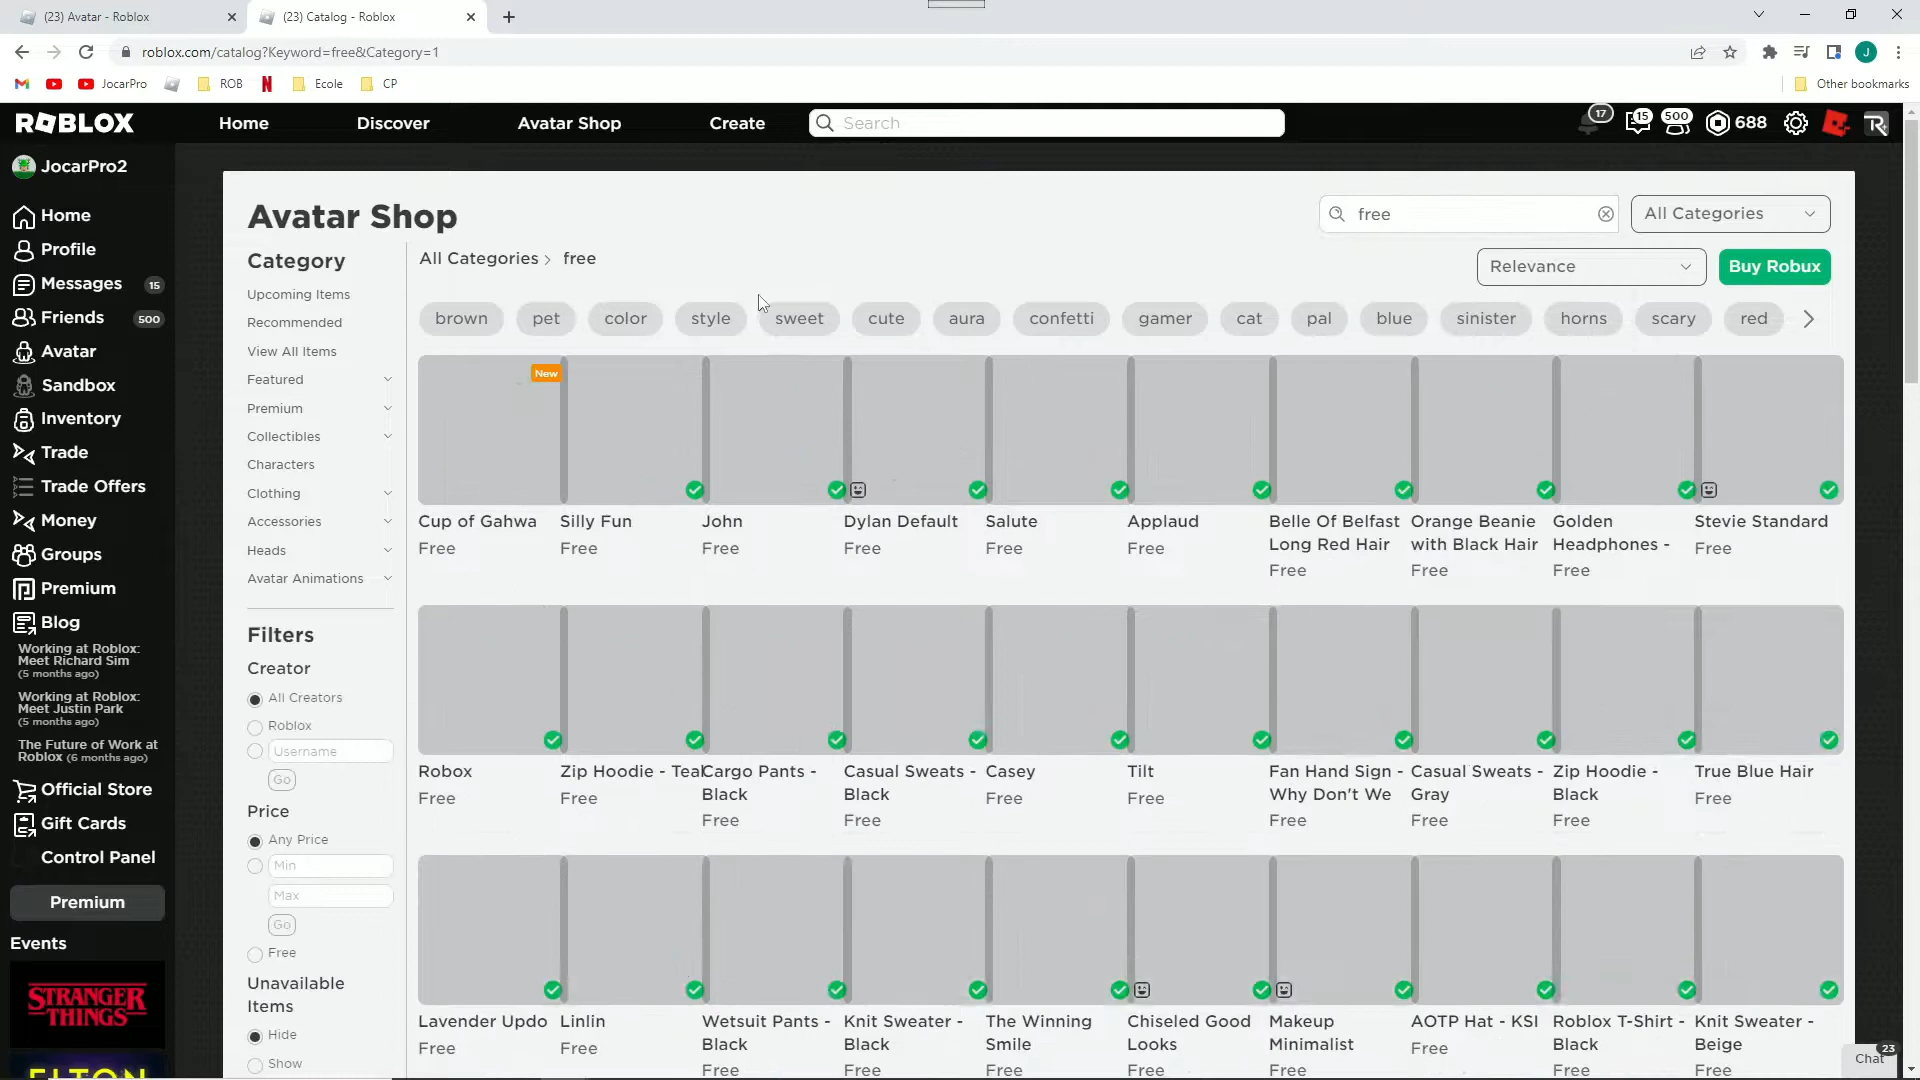 (23) Avatar - Roblox
(23) Catalog - Roblox
roblox.com/catalog?Keyword=free&Category=1
J
JocarPro
ROB
Ecole
CP
Other bookmarks
ROBLOX
Home
Discover
Avatar Shop
Create
Search
17
15
500
688
JocarPro2
Home
Profile
Messages 15
Friends 500
Avatar
Sandbox
Inventory
Trade
Trade Offers
Money
Groups
Premium
Blog
Working at Roblox:
Meet Richard Sim
(5 months ago)
Working at Roblox:
Meet Justin Park
(5 months ago)
The Future of Work at
Roblox (6 months ago)
Official Store
Gift Cards
Control Panel
Premium
Events
STRANGER
THINGS
ELTON
Avatar Shop
free
All Categories
Category
Upcoming Items
Recommended
View All Items
Featured
Premium
Collectibles
Characters
Clothing
Accessories
Heads
Avatar Animations
Filters
Creator
All Creators
Roblox
Username
Go
Price
Any Price
Min
Max
Go
Free
Unavailable
Items
Hide
Show
All Categories > free
Relevance
Buy Robux
brown pet color style sweet cute aura confetti gamer cat pal blue sinister horns scary red
New
Cup of Gahwa
Free
Silly Fun
Free
John
Free
Dylan Default
Free
Salute
Free
Applaud
Free
Belle Of Belfast
Long Red Hair
Free
Orange Beanie
with Black Hair
Free
Golden
Headphones -
Free
Stevie Standard
Free
Robox
Free
Zip Hoodie - Teal
Free
Cargo Pants -
Black
Free
Casual Sweats -
Black
Free
Casey
Free
Tilt
Free
Fan Hand Sign -
Why Don't We
Free
Casual Sweats -
Gray
Free
Zip Hoodie -
Black
Free
True Blue Hair
Free
Lavender Updo
Free
Linlin
Free
Wetsuit Pants -
Black
Free
Knit Sweater -
Black
Free
The Winning
Smile
Free
Chiseled Good
Looks
Free
Makeup
Minimalist
Free
AOTP Hat - KSI
Free
Roblox T-Shirt -
Black
Free
Knit Sweater -
Beige
Free
Chat
23